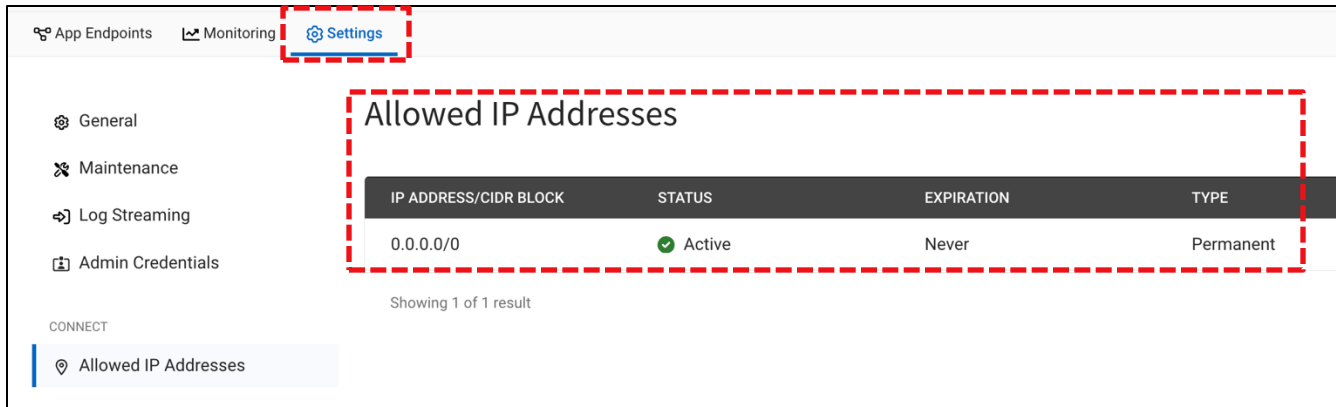 App Endpoints Monitoring Settings
General
Maintenance
Log Streaming
Admin Credentials
CONNECT
Allowed IP Addresses
Allowed IP Addresses
IP ADDRESS/CIDR BLOCK STATUS EXPIRATION TYPE
0.0.0.0/0 Active Never Permanent
Showing 1 of 1 result